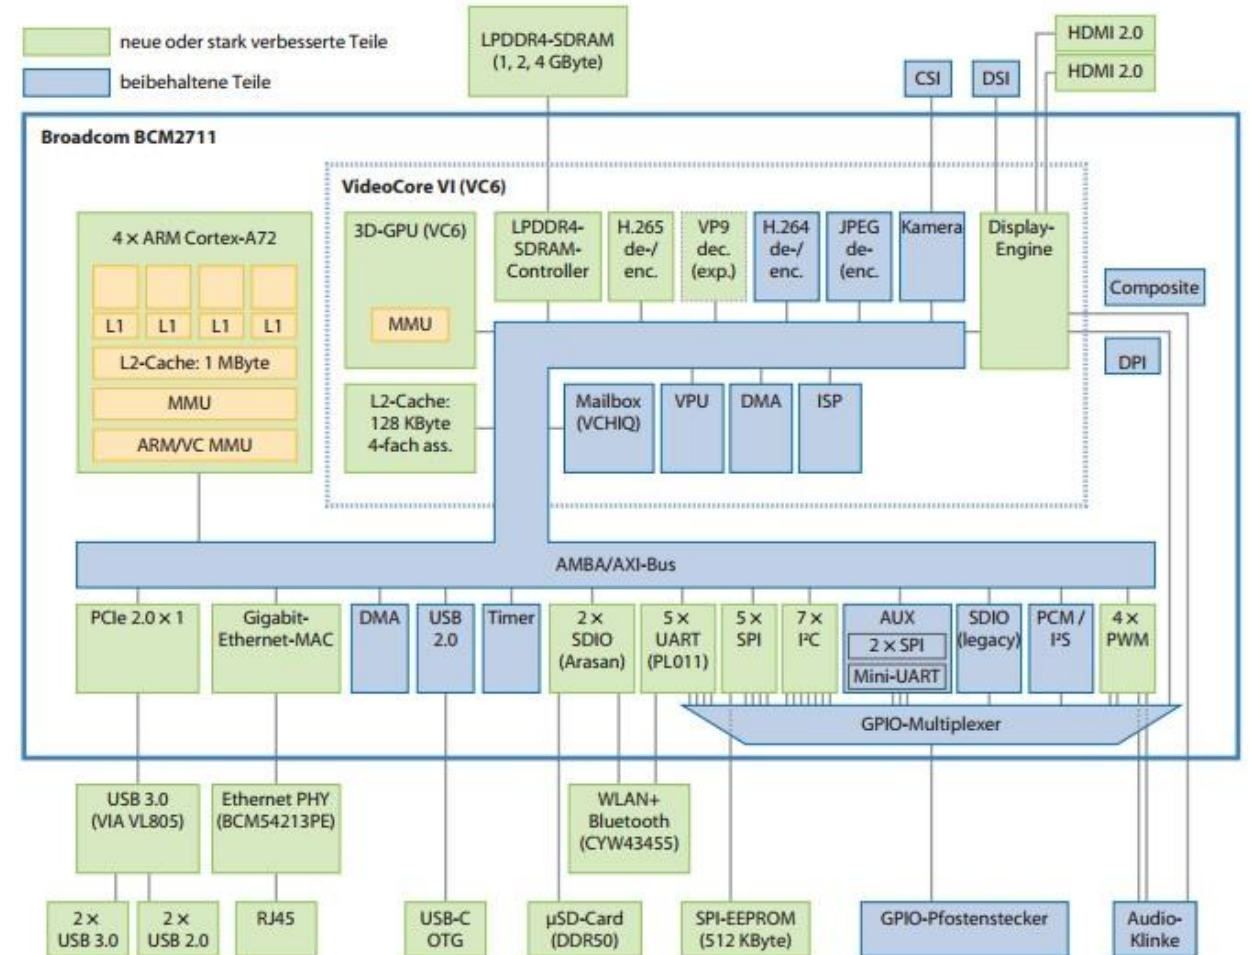 neue oder stark verbesserte Teile
beibehaltene Teile
LPDDR4-SDRAM
(1, 2, 4 GByte)
CSI
DSI
HDMI 2.0
HDMI 2.0
Broadcom BCM2711
VideoCore VI (VC6)
4 × ARM Cortex-A72
L1
L1
L1
L1
L2-Cache: 1 MByte
MMU
ARM/VC MMU
3D-GPU (VC6)
MMU
LPDDR4-
SDRAM-
Controller
H.265
de-/
enc.
VP9
dec.
(exp.)
H.264
de-/
enc.
JPEG
de-
(enc.
Kamera
Display-
Engine
Composite
DPI
L2-Cache:
128 KByte
4-fach ass.
Mailbox
(VCHIQ)
VPU
DMA
ISP
AMBA/AXI-Bus
PCIe 2.0 × 1
Gigabit-
Ethernet-MAC
DMA
USB
2.0
Timer
2 ×
SDIO
(Arasan)
5 ×
UART
(PL011)
5 ×
SPI
7 ×
I²C
AUX
2 × SPI
Mini-UART
SDIO
(legacy)
PCM /
I²S
4 ×
PWM
GPIO-Multiplexer
USB 3.0
(VIA VL805)
Ethernet PHY
(BCM54213PE)
WLAN+
Bluetooth
(CYW43455)
2 ×
USB 3.0
2 ×
USB 2.0
RJ45
USB-C
OTG
µSD-Card
(DDR50)
SPI-EEPROM
(512 KByte)
GPIO-Pfostenstecker
Audio-
Klinke